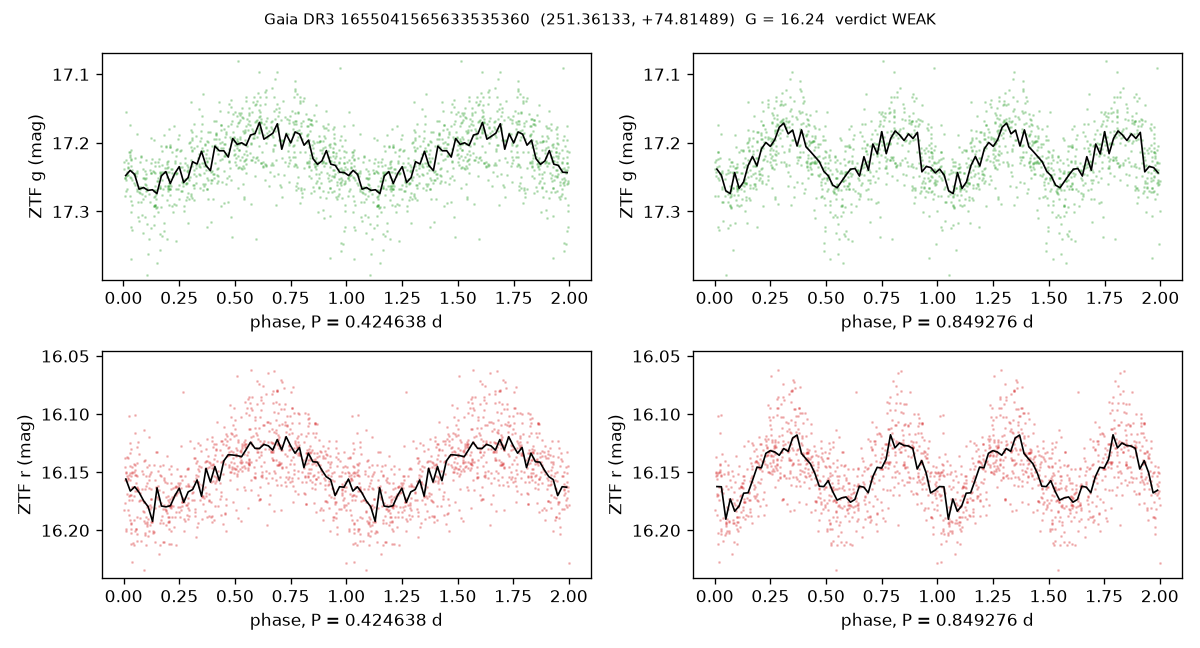 Gaia DR3 1655041565633535360  (251.36133, +74.81489)  G = 16.24  verdict WEAK
ZTF g (mag)
17.1
17.2
17.3
0.00 0.25 0.50 0.75 1.00 1.25 1.50 1.75 2.00
phase, P = 0.424638 d
ZTF g (mag)
17.1
17.2
17.3
0.00 0.25 0.50 0.75 1.00 1.25 1.50 1.75 2.00
phase, P = 0.849276 d
ZTF r (mag)
16.05
16.10
16.15
16.20
0.00 0.25 0.50 0.75 1.00 1.25 1.50 1.75 2.00
phase, P = 0.424638 d
ZTF r (mag)
16.05
16.10
16.15
16.20
0.00 0.25 0.50 0.75 1.00 1.25 1.50 1.75 2.00
phase, P = 0.849276 d